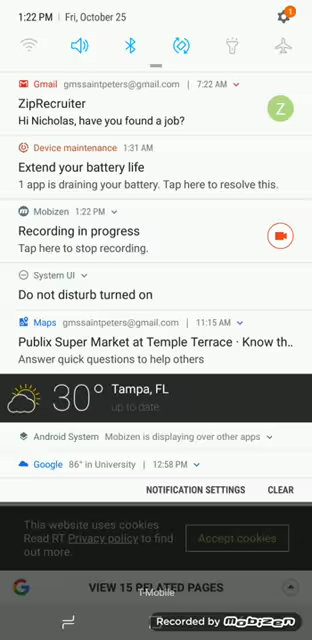 1:22 PM | Fri, October 25
1
Gmail gmssaintpeters@gmail.com | 7:22 AM
ZipRecruiter
Hi Nicholas, have you found a job?
Z
Device maintenance 1:31 AM
Extend your battery life
1 app is draining your battery. Tap here to resolve this.
Mobizen 1:22 PM
Recording in progress
Tap here to stop recording.
System UI
Do not disturb turned on
Maps gmssaintpeters@gmail.com | 11:15 AM
Publix Super Market at Temple Terrace · Know th..
Answer quick questions to help others
30° Tampa, FL
up to date
Android System Mobizen is displaying over other apps
Google 86° in University | 12:58 PM
NOTIFICATION SETTINGS CLEAR
This website uses cookies
Read RT Privacy policy to find
out more.
Accept cookies
VIEW 15 RELATED PAGES
T-Mobile
Recorded by mobizen